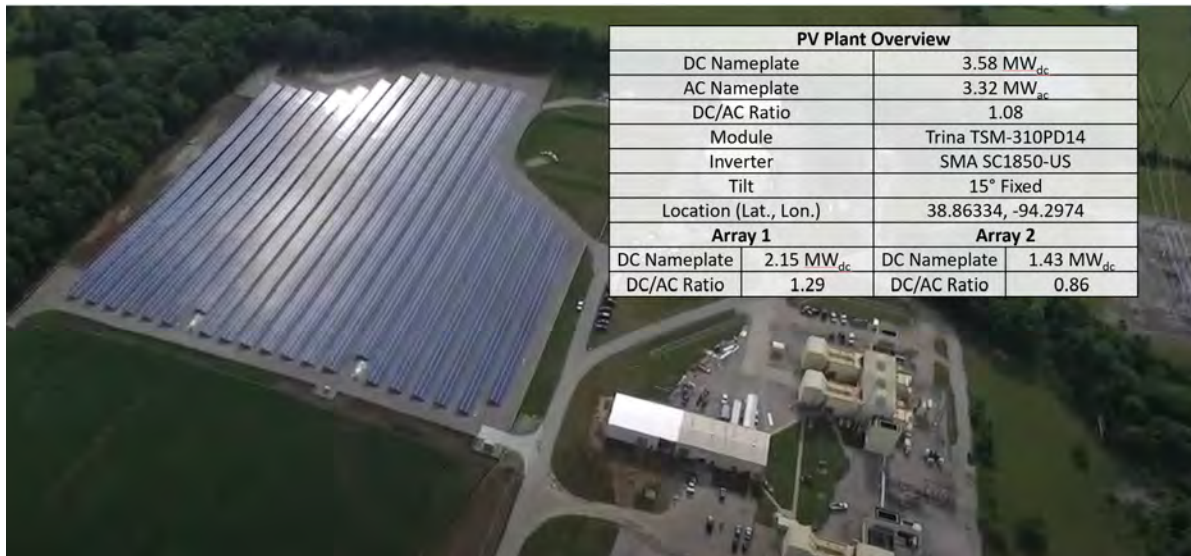 PV Plant Overview
DC Nameplate 3.58 MWdc
AC Nameplate 3.32 MWac
DC/AC Ratio 1.08
Module Trina TSM-310PD14
Inverter SMA SC1850-US
Tilt 15° Fixed
Location (Lat., Lon.) 38.86334, -94.2974
Array 1 Array 2
DC Nameplate 2.15 MWdc DC Nameplate 1.43 MWdc
DC/AC Ratio 1.29 DC/AC Ratio 0.86